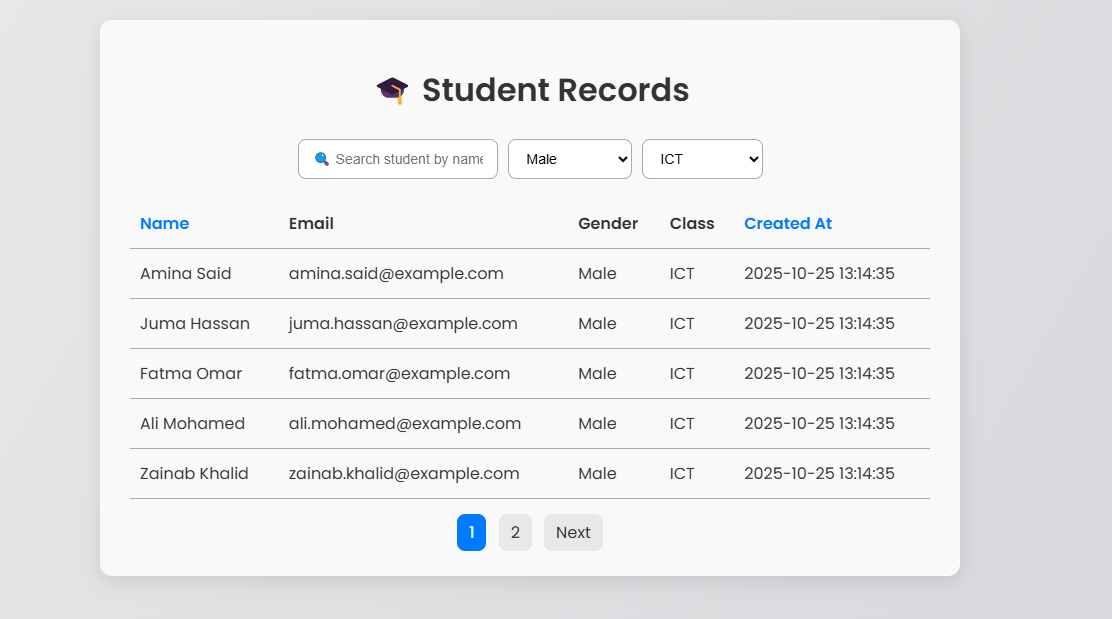 🎓 Student Records
🔍 Search student by name Male ICT
Name Email Gender Class Created At
Amina Said amina.said@example.com Male ICT 2025-10-25 13:14:35
Juma Hassan juma.hassan@example.com Male ICT 2025-10-25 13:14:35
Fatma Omar fatma.omar@example.com Male ICT 2025-10-25 13:14:35
Ali Mohamed ali.mohamed@example.com Male ICT 2025-10-25 13:14:35
Zainab Khalid zainab.khalid@example.com Male ICT 2025-10-25 13:14:35
1 2 Next